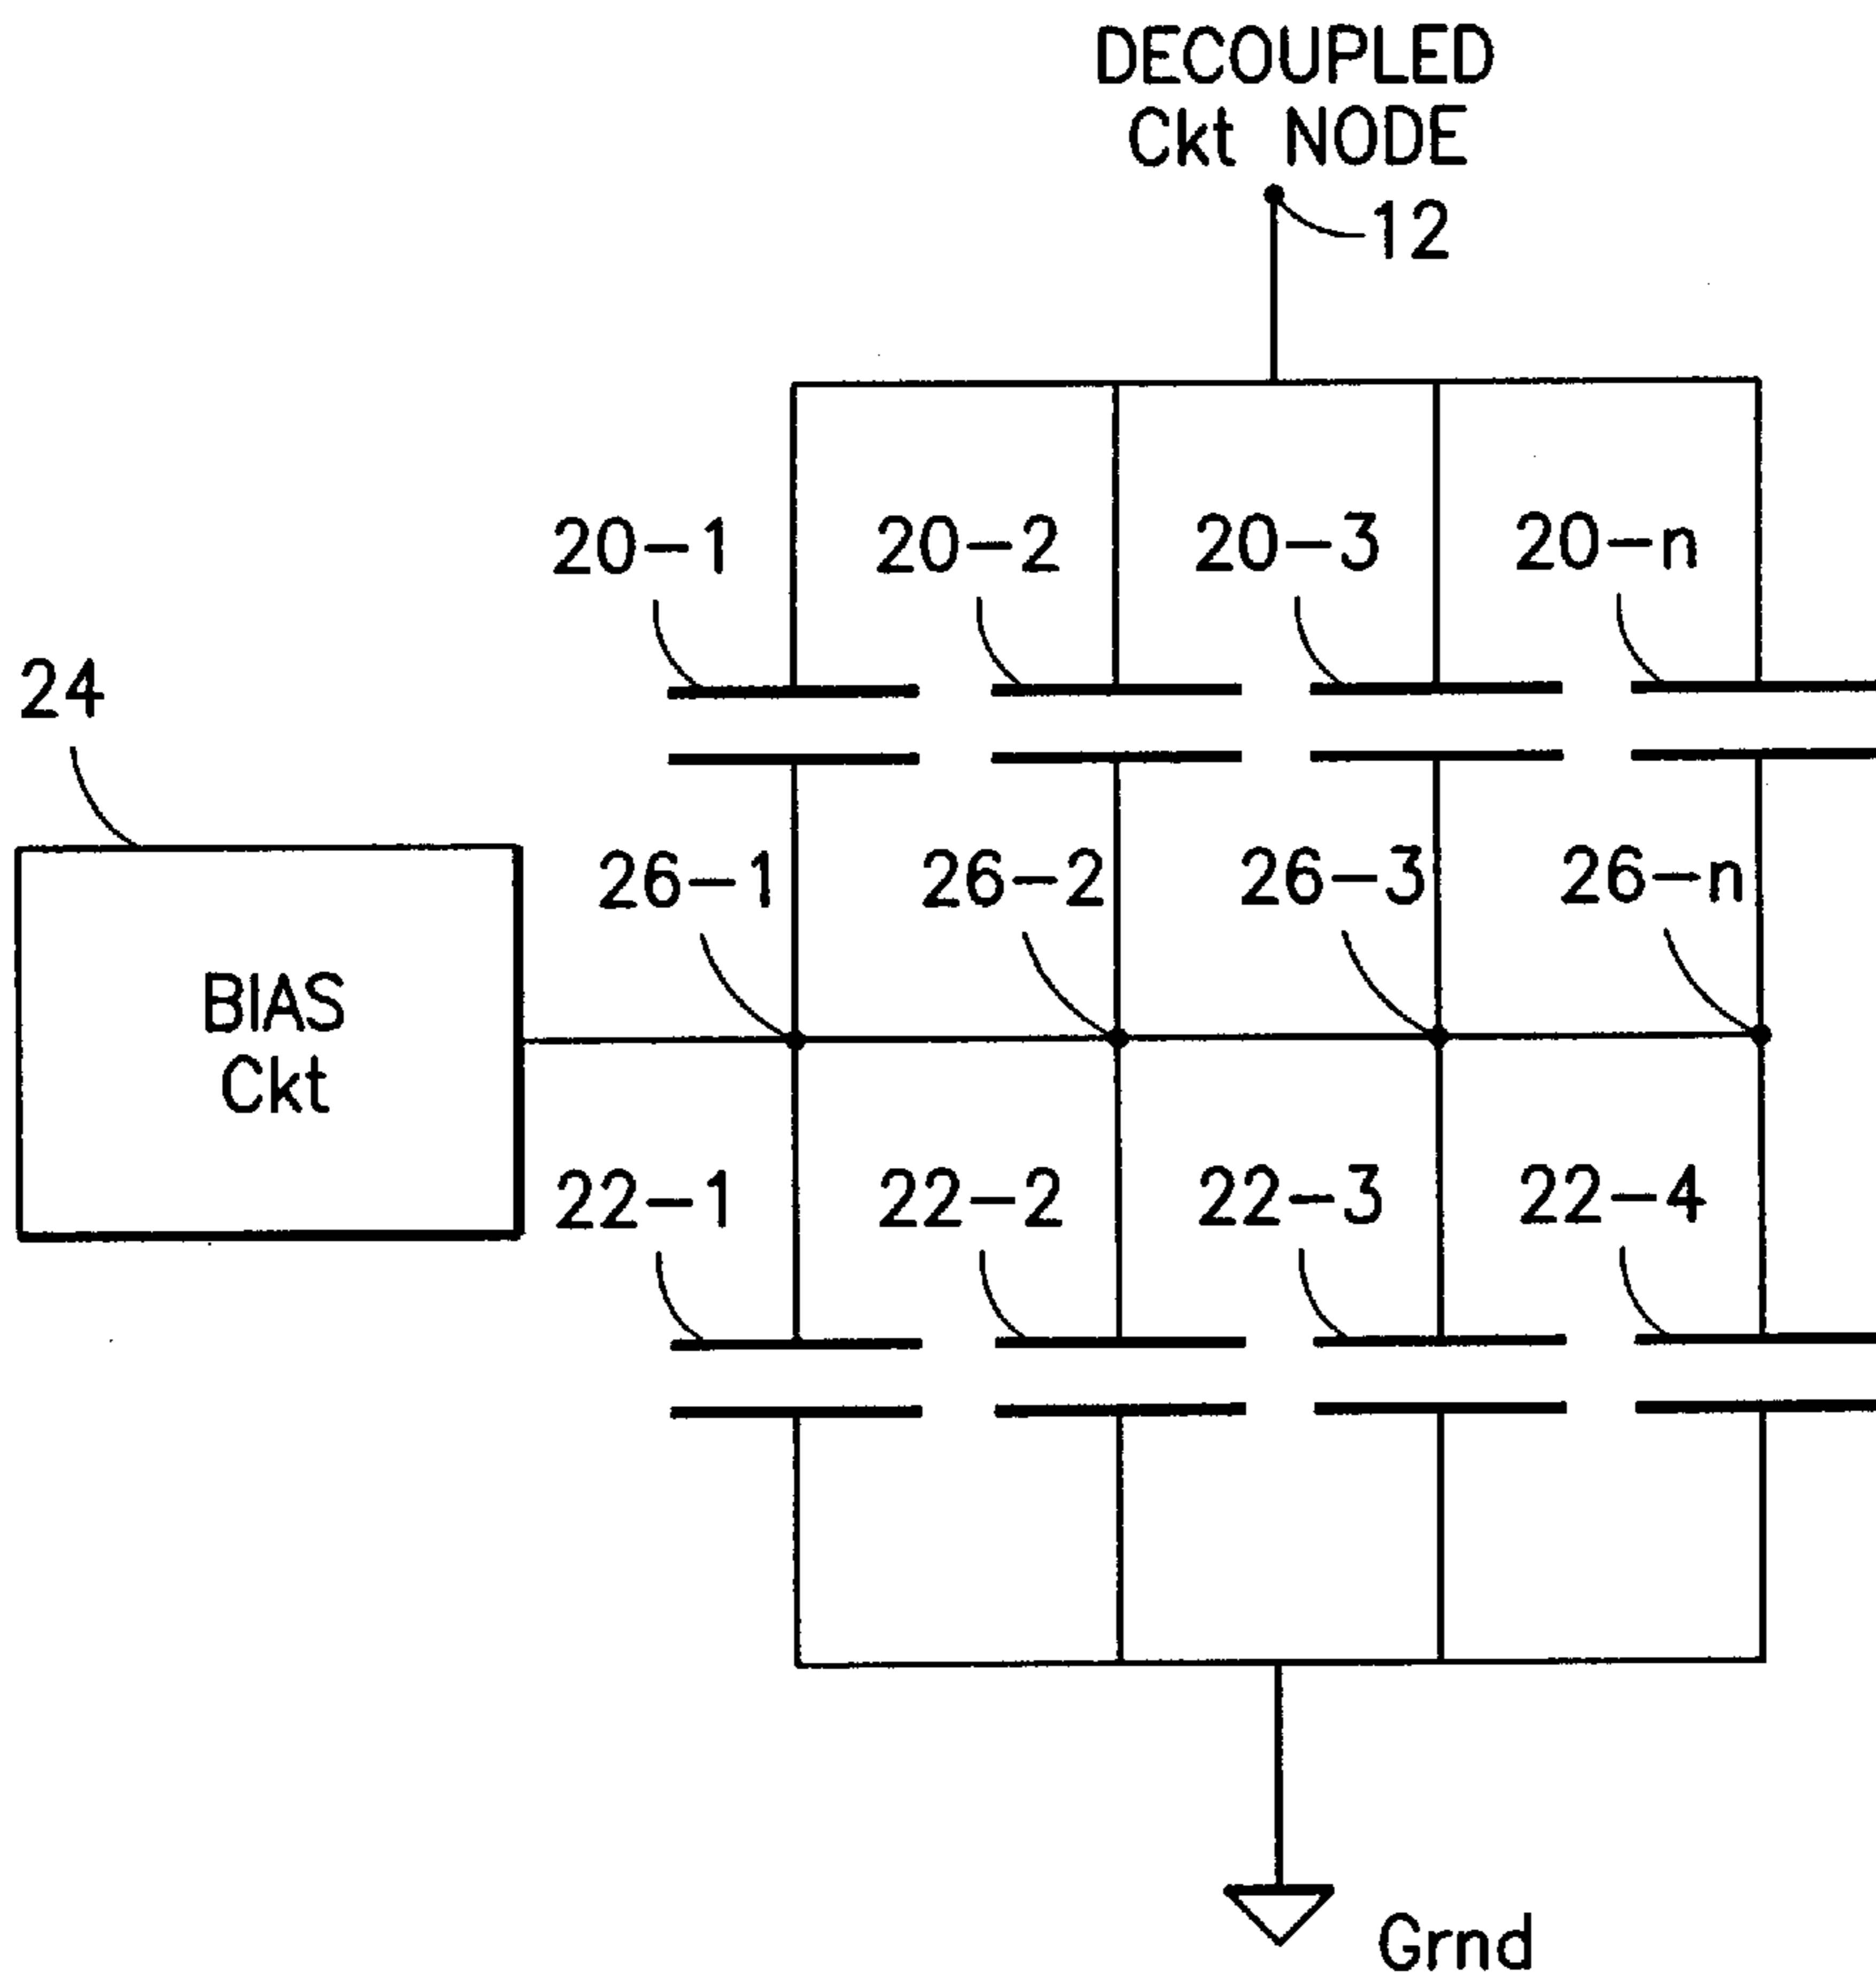 DECOUPLED
Ckt NODE
12
20-1 20-2 20-3 20-n
24
26-1 26-2 26-3 26-n
BIAS
Ckt
22-1 22-2 22-3 22-4
Grnd